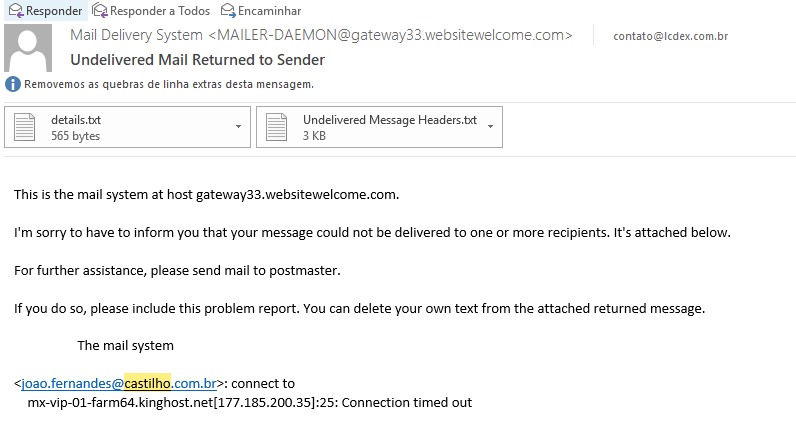 Responder Responder a Todos Encaminhar
Mail Delivery System <MAILER-DAEMON@gateway33.websitewelcome.com> contato@lcdex.com.br
Undelivered Mail Returned to Sender
Removemos as quebras de linha extras desta mensagem.
details.txt Undelivered Message Headers.txt
565 bytes 3 KB
This is the mail system at host gateway33.websitewelcome.com.
I'm sorry to have to inform you that your message could not be delivered to one or more recipients. It's attached below.
For further assistance, please send mail to postmaster.
If you do so, please include this problem report. You can delete your own text from the attached returned message.
The mail system
<joao.fernandes@castilho.com.br>: connect to
mx-vip-01-farm64.kinghost.net[177.185.200.35]:25: Connection timed out